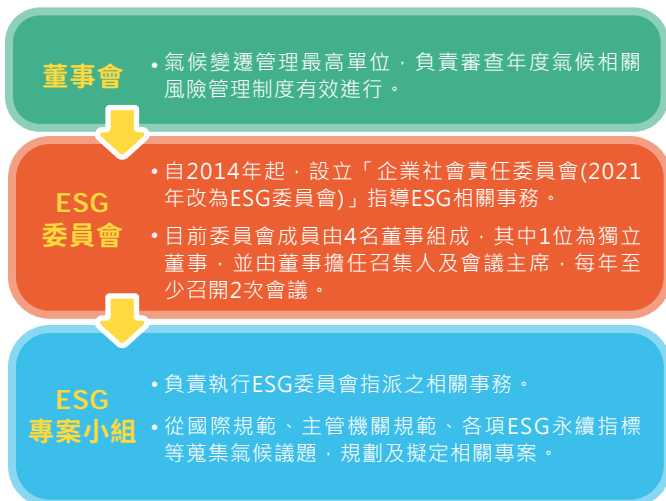 董事會
• 氣候變遷管理最高單位，負責審查年度氣候相關
風險管理制度有效進行。
ESG
委員會
• 自2014年起，設立「企業社會責任委員會(2021
年改為ESG委員會)」指導ESG相關事務。
• 目前委員會成員由4名董事組成，其中1位為獨立
董事，並由董事擔任召集人及會議主席，每年至
少召開2次會議。
ESG
專案小組
• 負責執行ESG委員會指派之相關事務。
• 從國際規範、主管機關規範、各項ESG永續指標
等蒐集氣候議題，規劃及擬定相關專案。